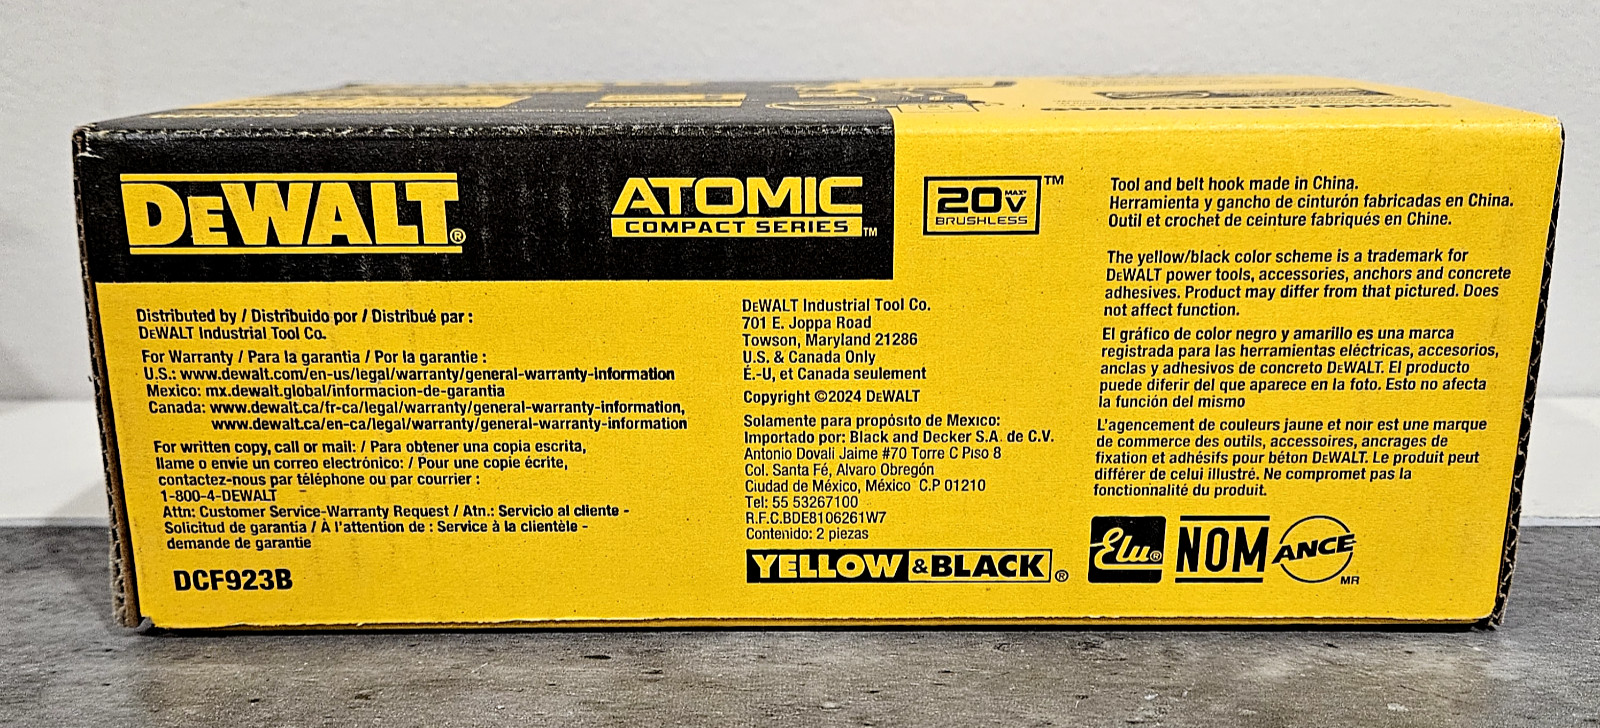 DEWALT®
ATOMIC
COMPACT SERIES™
20V MAX*
BRUSHLESS
™
Distributed by / Distribuido por / Distribué par :
DEWALT Industrial Tool Co.
For Warranty / Para la garantia / Por la garantie :
U.S.: www.dewalt.com/en-us/legal/warranty/general-warranty-information
Mexico: mx.dewalt.global/informacion-de-garantia
Canada: www.dewalt.ca/fr-ca/legal/warranty/general-warranty-information,
www.dewalt.ca/en-ca/legal/warranty/general-warranty-information
For written copy, call or mail: / Para obtener una copia escrita,
llame o envíe un correo electrónico: / Pour une copie écrite,
contactez-nous par téléphone ou par courrier :
1-800-4-DEWALT
Attn: Customer Service-Warranty Request / Atn.: Servicio al cliente -
Solicitud de garantia / À l'attention de : Service à la clientèle -
demande de garantie
DCF923B
DEWALT Industrial Tool Co.
701 E. Joppa Road
Towson, Maryland 21286
U.S. & Canada Only
É.-U, et Canada seulement
Copyright ©2024 DEWALT
Solamente para propósito de Mexico:
Importado por: Black and Decker S.A. de C.V.
Antonio Dovali Jaime #70 Torre C Piso 8
Col. Santa Fé, Alvaro Obregón
Ciudad de México, México C.P 01210
Tel: 55 53267100
R.F.C.BDE8106261W7
Contenido: 2 piezas
YELLOW & BLACK®
Tool and belt hook made in China.
Herramienta y gancho de cinturón fabricadas en China.
Outil et crochet de ceinture fabriqués en Chine.
The yellow/black color scheme is a trademark for
DEWALT power tools, accessories, anchors and concrete
adhesives. Product may differ from that pictured. Does
not affect function.
El gráfico de color negro y amarillo es una marca
registrada para las herramientas eléctricas, accesorios,
anclas y adhesivos de concreto DEWALT. El producto
puede diferir del que aparece en la foto. Esto no afecta
la función del mismo
L'agencement de couleurs jaune et noir est une marque
de commerce des outils, accessoires, ancrages de
fixation et adhésifs pour béton DEWALT. Le produit peut
différer de celui illustré. Ne compromet pas la
fonctionnalité du produit.
Elu®
NOM
ANCE
MR